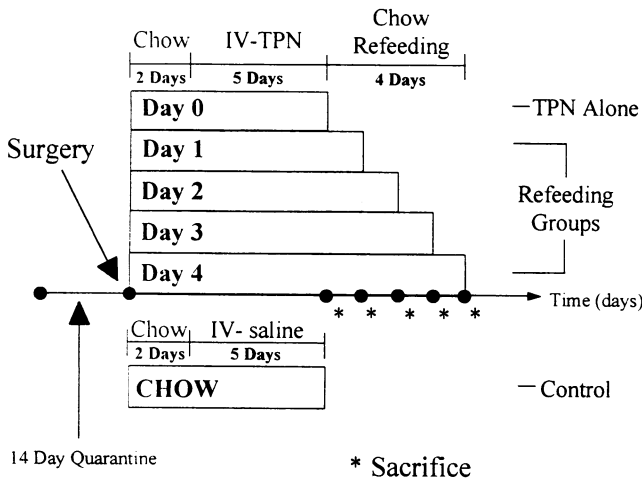 Chow IV-TPN Chow Refeeding
2 Days 5 Days 4 Days
Day 0
TPN Alone
Day 1
Surgery
Day 2
Refeeding Groups
Day 3
Day 4
Time (days)
* * * * *
Chow IV- saline
2 Days 5 Days
CHOW
Control
14 Day Quarantine
* Sacrifice